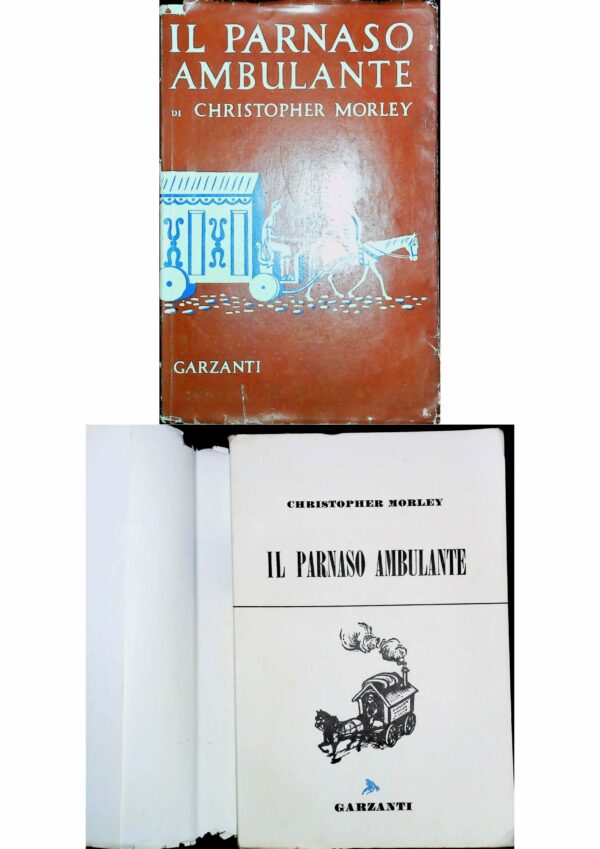 IL PARNASO
AMBULANTE
DI CHRISTOPHER MORLEY
GARZANTI
CHRISTOPHER MORLEY
IL PARNASO AMBULANTE
GARZANTI